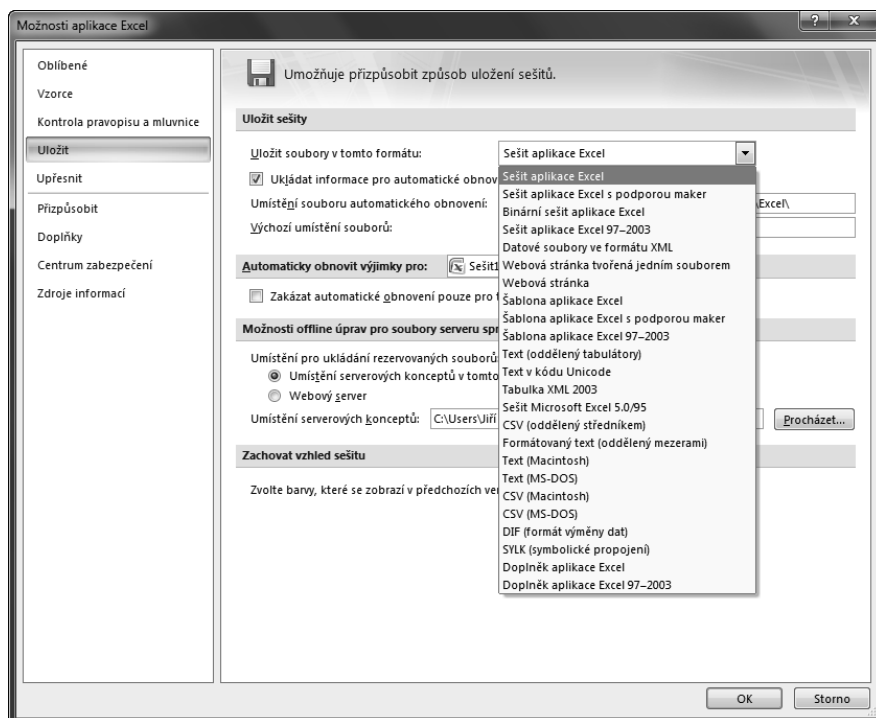 Možnosti aplikace Excel
Oblíbené
Vzorce
Kontrola pravopisu a mluvnice
Uložit
Upřesnit
Přizpůsobit
Doplňky
Centrum zabezpečení
Zdroje informací
Umožňuje přizpůsobit způsob uložení sešitů.
Uložit sešity
Uložit soubory v tomto formátu:
Sešit aplikace Excel
Ukládat informace pro automatické obnov
Umístění souboru automatického obnovení:
\Excel\
Výchozí umístění souborů:
Automaticky obnovit výjimky pro:
Sešit1
Zakázat automatické obnovení pouze pro t
Možnosti offline úprav pro soubory serveru spr
Umístění pro ukládání rezervovaných souborů:
Umístění serverových konceptů v tomto
Webový server
Umístění serverových konceptů:
C:\Users\Jiří
Procházet...
Zachovat vzhled sešitu
Zvolte barvy, které se zobrazí v předchozích ver
Sešit aplikace Excel
Sešit aplikace Excel s podporou maker
Binární sešit aplikace Excel
Sešit aplikace Excel 97–2003
Datové soubory ve formátu XML
Webová stránka tvořená jedním souborem
Webová stránka
Šablona aplikace Excel
Šablona aplikace Excel s podporou maker
Šablona aplikace Excel 97–2003
Text (oddělený tabulátory)
Text v kódu Unicode
Tabulka XML 2003
Sešit Microsoft Excel 5.0/95
CSV (oddělený středníkem)
Formátovaný text (oddělený mezerami)
Text (Macintosh)
Text (MS-DOS)
CSV (Macintosh)
CSV (MS-DOS)
DIF (formát výměny dat)
SYLK (symbolické propojení)
Doplněk aplikace Excel
Doplněk aplikace Excel 97–2003
OK
Storno